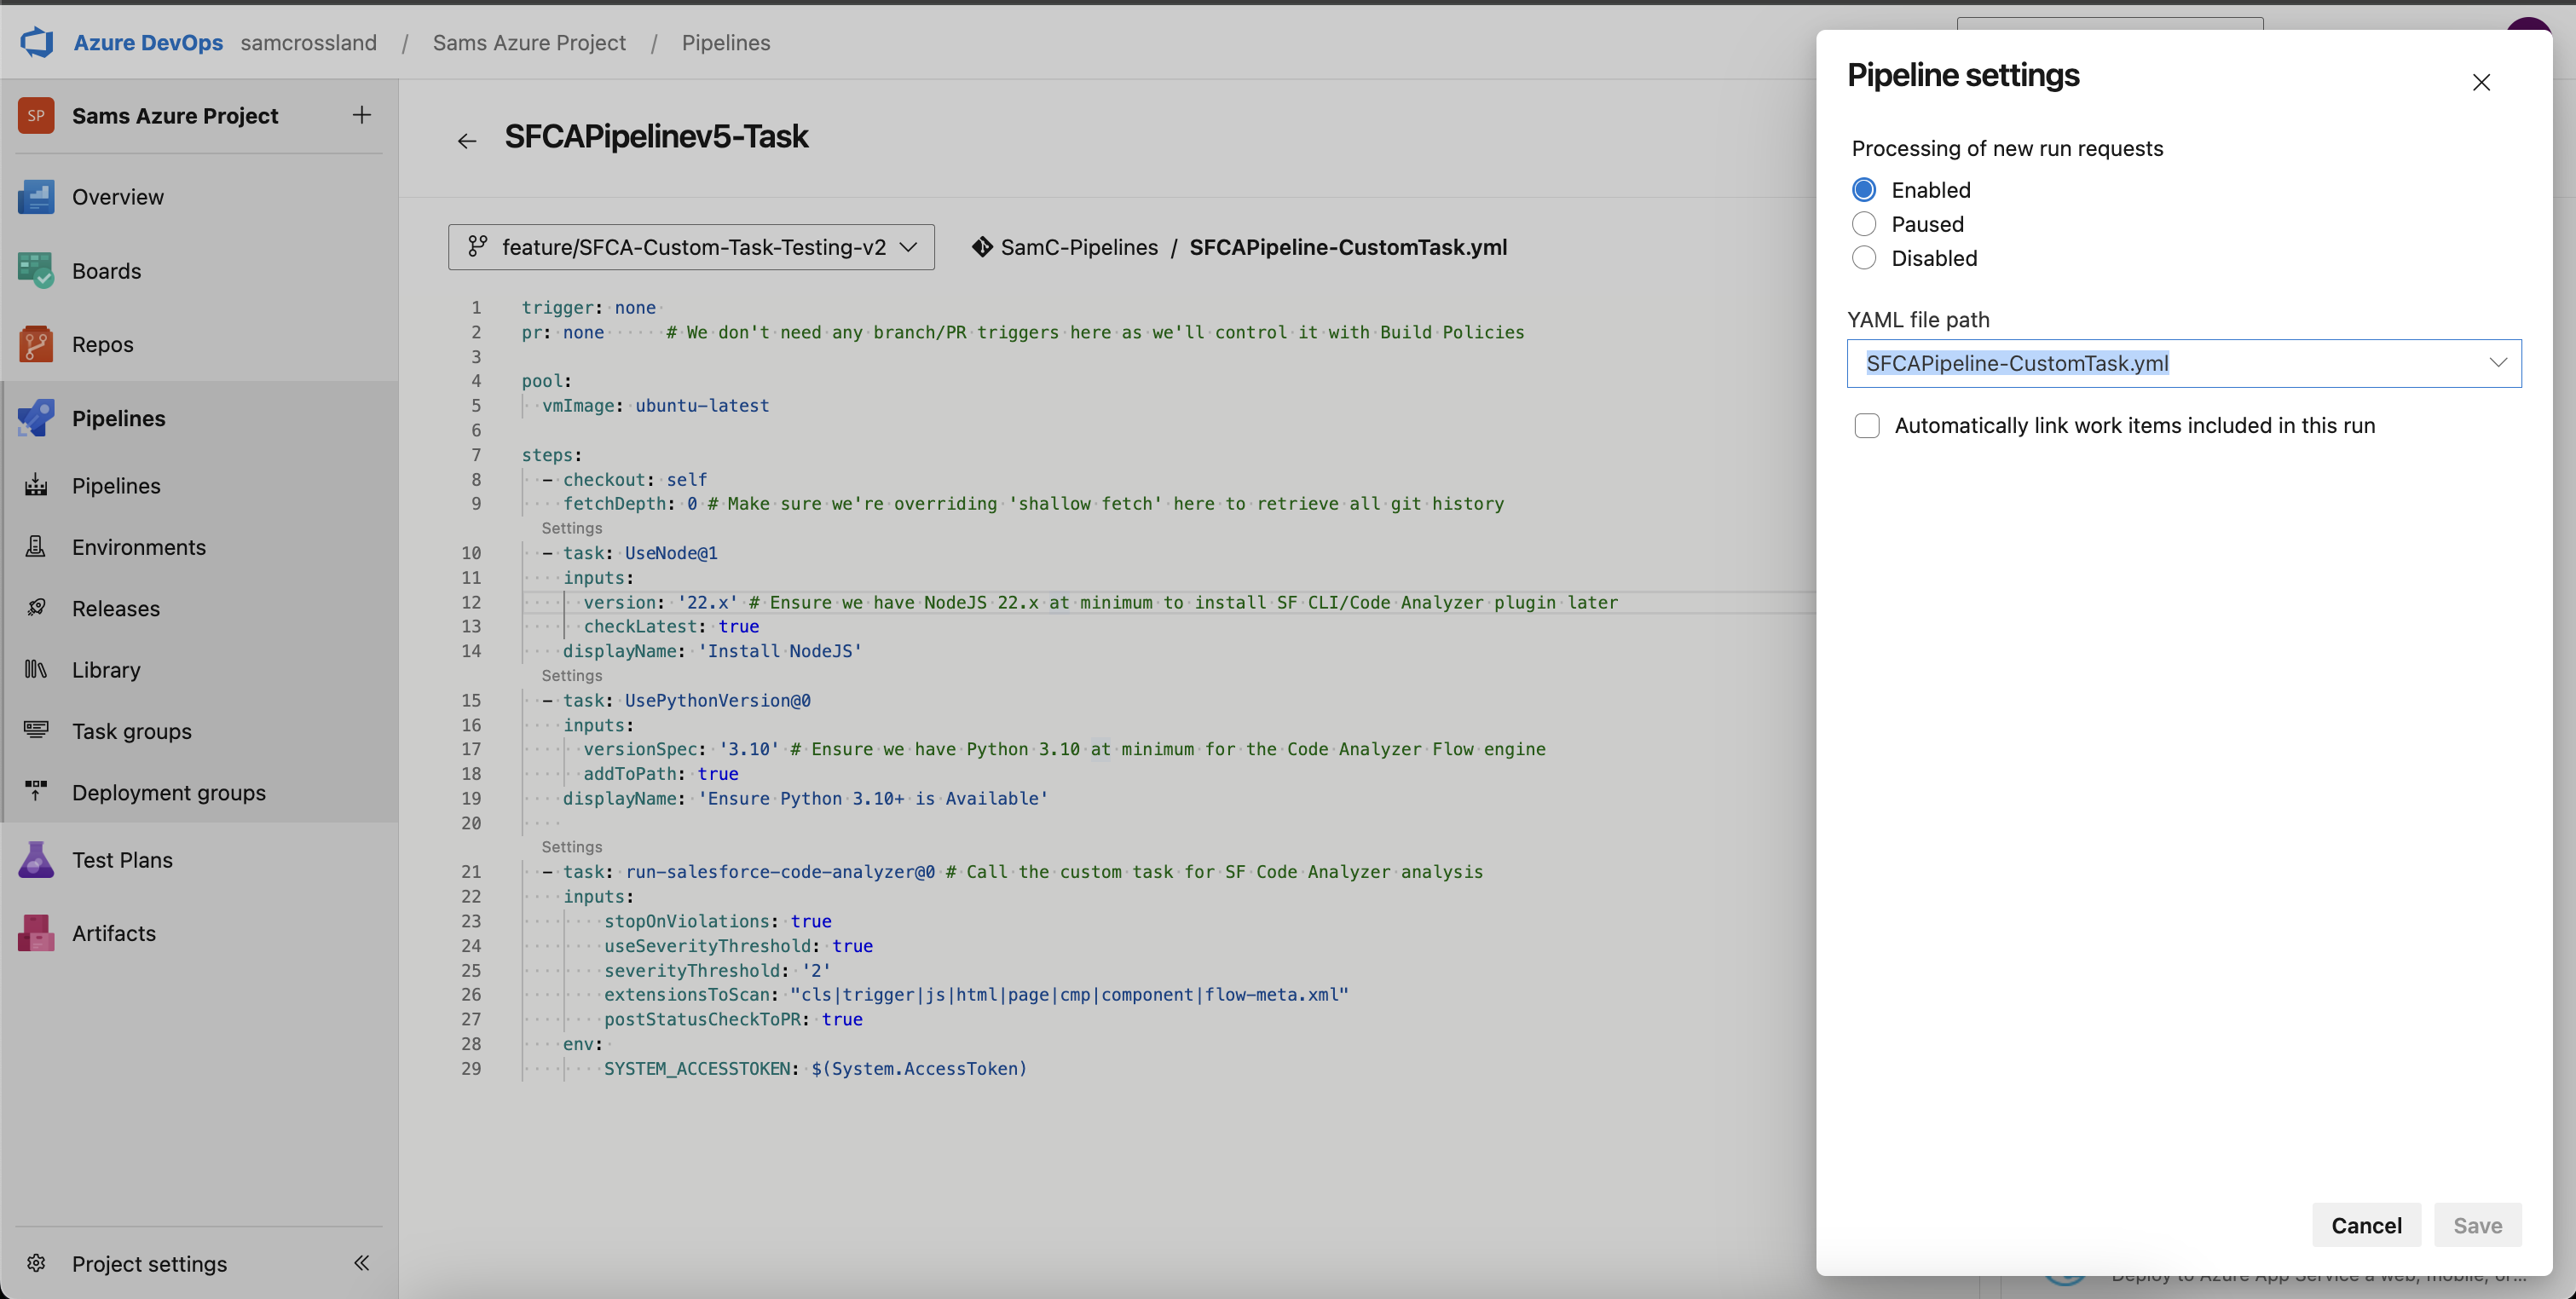 Azure DevOps samcrossland / Sams Azure Project / Pipelines
SP Sams Azure Project
Overview
Boards
Repos
Pipelines
Pipelines
Environments
Releases
Library
Task groups
Deployment groups
Test Plans
Artifacts
Project settings
SFCAPipelinev5-Task
feature/SFCA-Custom-Task-Testing-v2 SamC-Pipelines / SFCAPipeline-CustomTask.yml
1 trigger: none
2 pr: none # We don't need any branch/PR triggers here as we'll control it with Build Policies
3
4 pool:
5 vmImage: ubuntu-latest
6
7 steps:
8 - checkout: self
9 fetchDepth: 0 # Make sure we're overriding 'shallow fetch' here to retrieve all git history
Settings
10 - task: UseNode@1
11 inputs:
12 version: '22.x' # Ensure we have NodeJS 22.x at minimum to install SF CLI/Code Analyzer plugin later
13 checkLatest: true
14 displayName: 'Install NodeJS'
Settings
15 - task: UsePythonVersion@0
16 inputs:
17 versionSpec: '3.10' # Ensure we have Python 3.10 at minimum for the Code Analyzer Flow engine
18 addToPath: true
19 displayName: 'Ensure Python 3.10+ is Available'
20
Settings
21 - task: run-salesforce-code-analyzer@0 # Call the custom task for SF Code Analyzer analysis
22 inputs:
23 stopOnViolations: true
24 useSeverityThreshold: true
25 severityThreshold: '2'
26 extensionsToScan: "cls|trigger|js|html|page|cmp|component|flow-meta.xml"
27 postStatusCheckToPR: true
28 env:
29 SYSTEM_ACCESSTOKEN: $(System.AccessToken)
Pipeline settings
Processing of new run requests
Enabled
Paused
Disabled
YAML file path
SFCAPipeline-CustomTask.yml
Automatically link work items included in this run
Cancel Save
Deploy to Azure App Service a web, mobile, or...